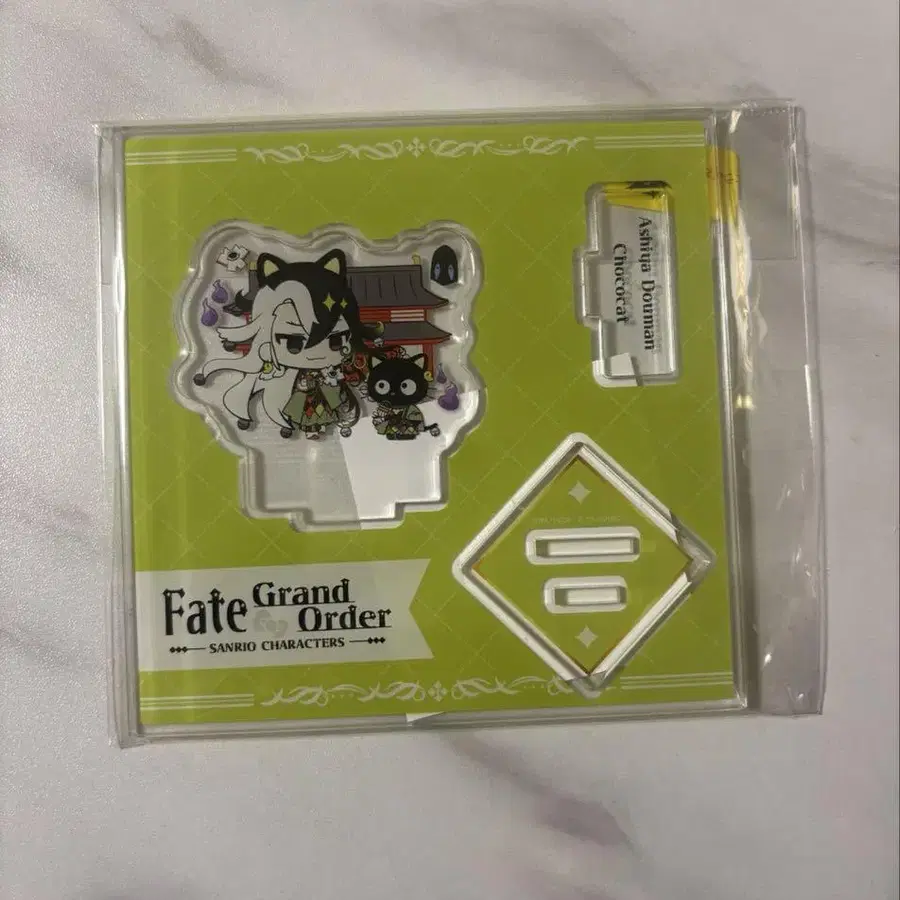 Ashiya Douman
Chococat
Fate Grand
Order
SANRIO CHARACTERS